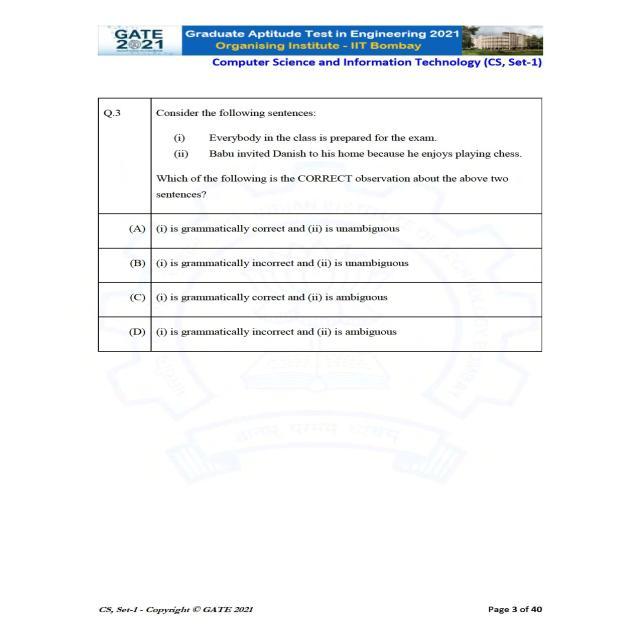 GATE
2021
Graduate Aptitude Test in Engineering 2021
Organising Institute - IIT Bombay
Computer Science and Information Technology (CS, Set-1)
Q.3 Consider the following sentences:
(i) Everybody in the class is prepared for the exam.
(ii) Babu invited Danish to his home because he enjoys playing chess.
Which of the following is the CORRECT observation about the above two
sentences?
(A) (i) is grammatically correct and (ii) is unambiguous
(B) (i) is grammatically incorrect and (ii) is unambiguous
(C) (i) is grammatically correct and (ii) is ambiguous
(D) (i) is grammatically incorrect and (ii) is ambiguous
CS, Set-1 - Copyright © GATE 2021 Page 3 of 40